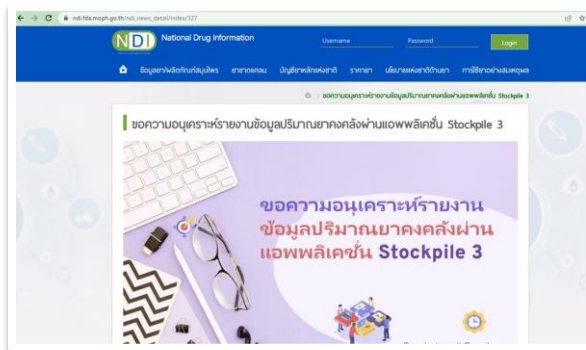 ndi.fda.moph.go.th/ndi_news_detail/index/327
NDI National Drug Information
Username Password Login
ข้อมูลยา/ผลิตภัณฑ์สมุนไพร ยาขาดแคลน บัญชียาหลักแห่งชาติ ราคายา นโยบายแห่งชาติด้านยา การใช้ยาอย่างสมเหตุผล
ขอความอนุเคราะห์รายงานข้อมูลปริมาณยาคงคลังผ่านแอพพลิเคชั่น Stockpile 3
ขอความอนุเคราะห์รายงานข้อมูลปริมาณยาคงคลังผ่านแอพพลิเคชั่น Stockpile 3
ขอความอนุเคราะห์รายงาน
ข้อมูลปริมาณยาคงคลังผ่าน
แอพพลิเคชั่น Stockpile 3